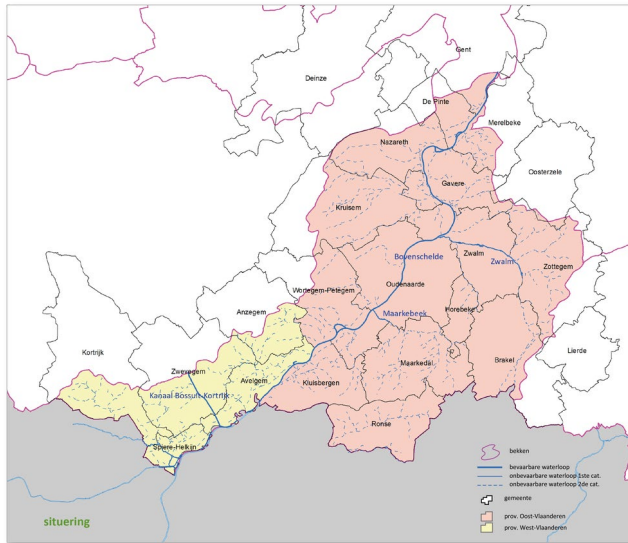 Gent
Deinze
De Pinte
Merelbeke
Nazareth
Oosterzele
Gavere
Kruisem
Bovenschelde
Zwalm
Zwalm
Zottegem
Oudenaarde
Wortegem-Petegem
Anzegem
Maarkebeek
Horebeke
Kortrijk
Lierde
Zwevegem
Maarkedal
Brakel
Avelgem
Kluisbergen
Kanaal Bossuit-Kortrijk
Ronse
Spiere-Helkijn
bekken
bevaarbare waterloop
onbevaarbare waterloop 1ste cat.
onbevaarbare waterloop 2de cat.
gemeente
prov. Oost-Vlaanderen
prov. West-Vlaanderen
situering